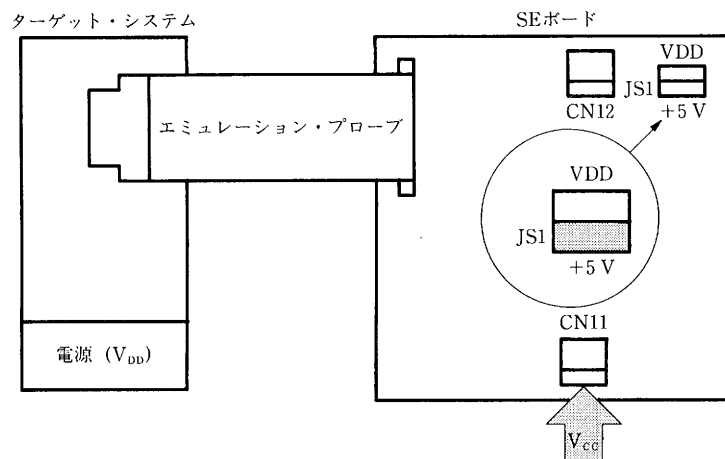 ターゲット・システム
SEボード
エミュレーション・プローブ
VDD
JS1
CN12
+5 V
VDD
JS1
+5 V
CN11
電源 (VDD)
VCC